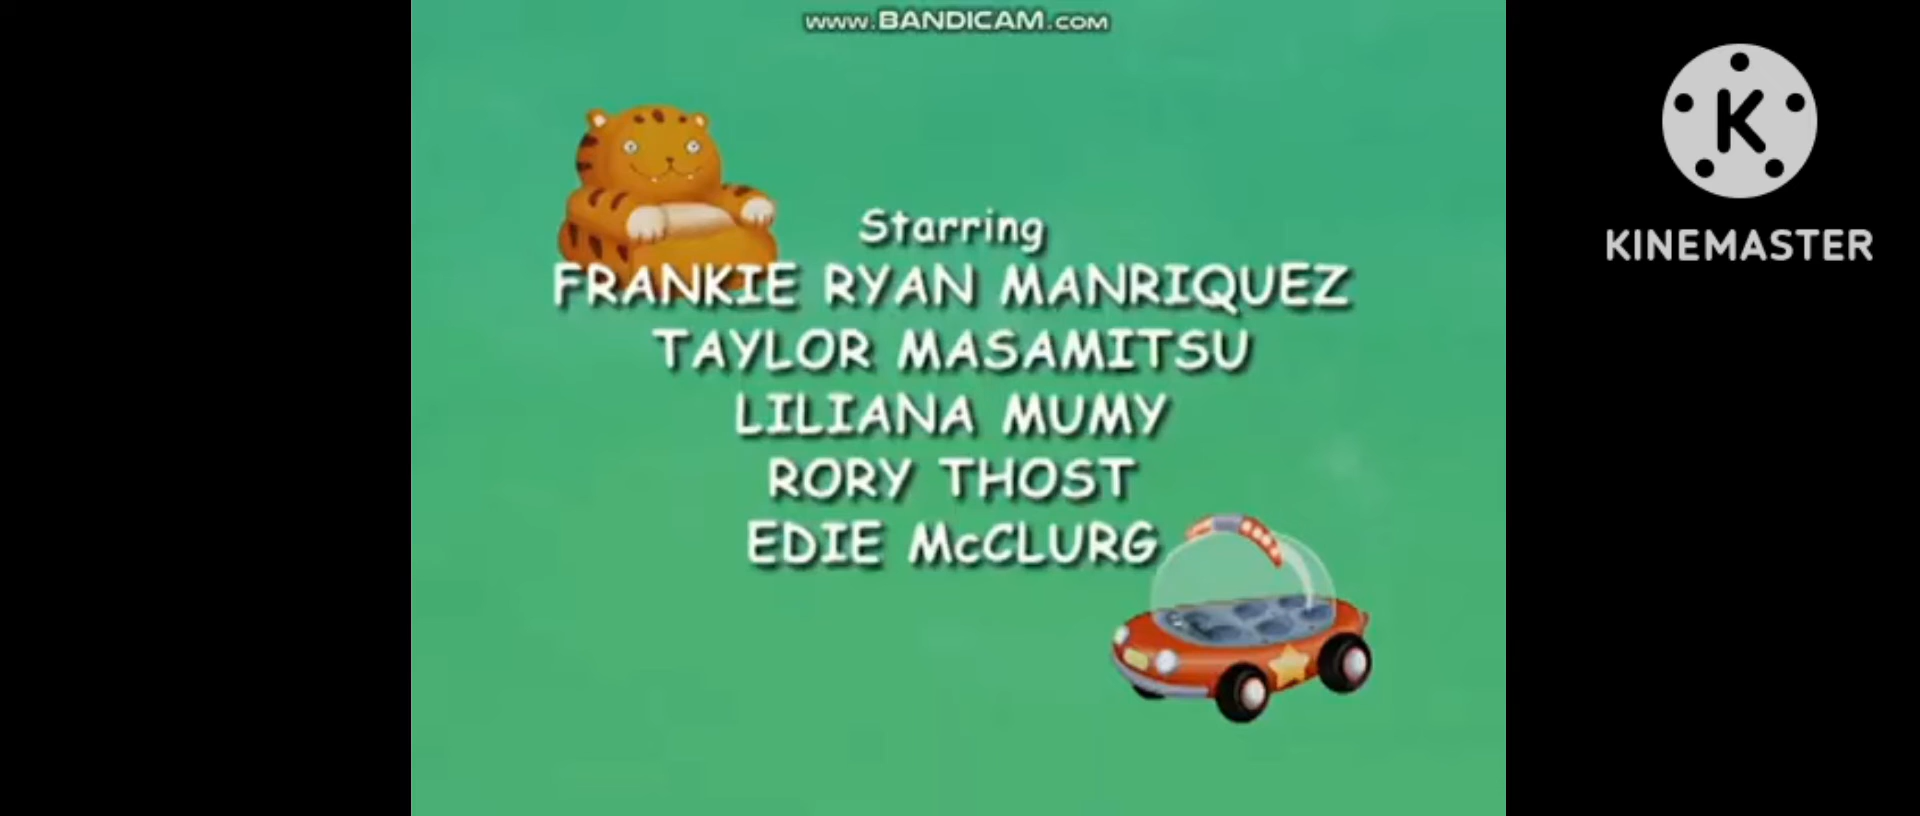 www.BANDICAM.COM
K
KINEMASTER
Starring
FRANKIE RYAN MANRIQUEZ
TAYLOR MASAMITSU
LILIANA MUMY
RORY THOST
EDIE McCLURG